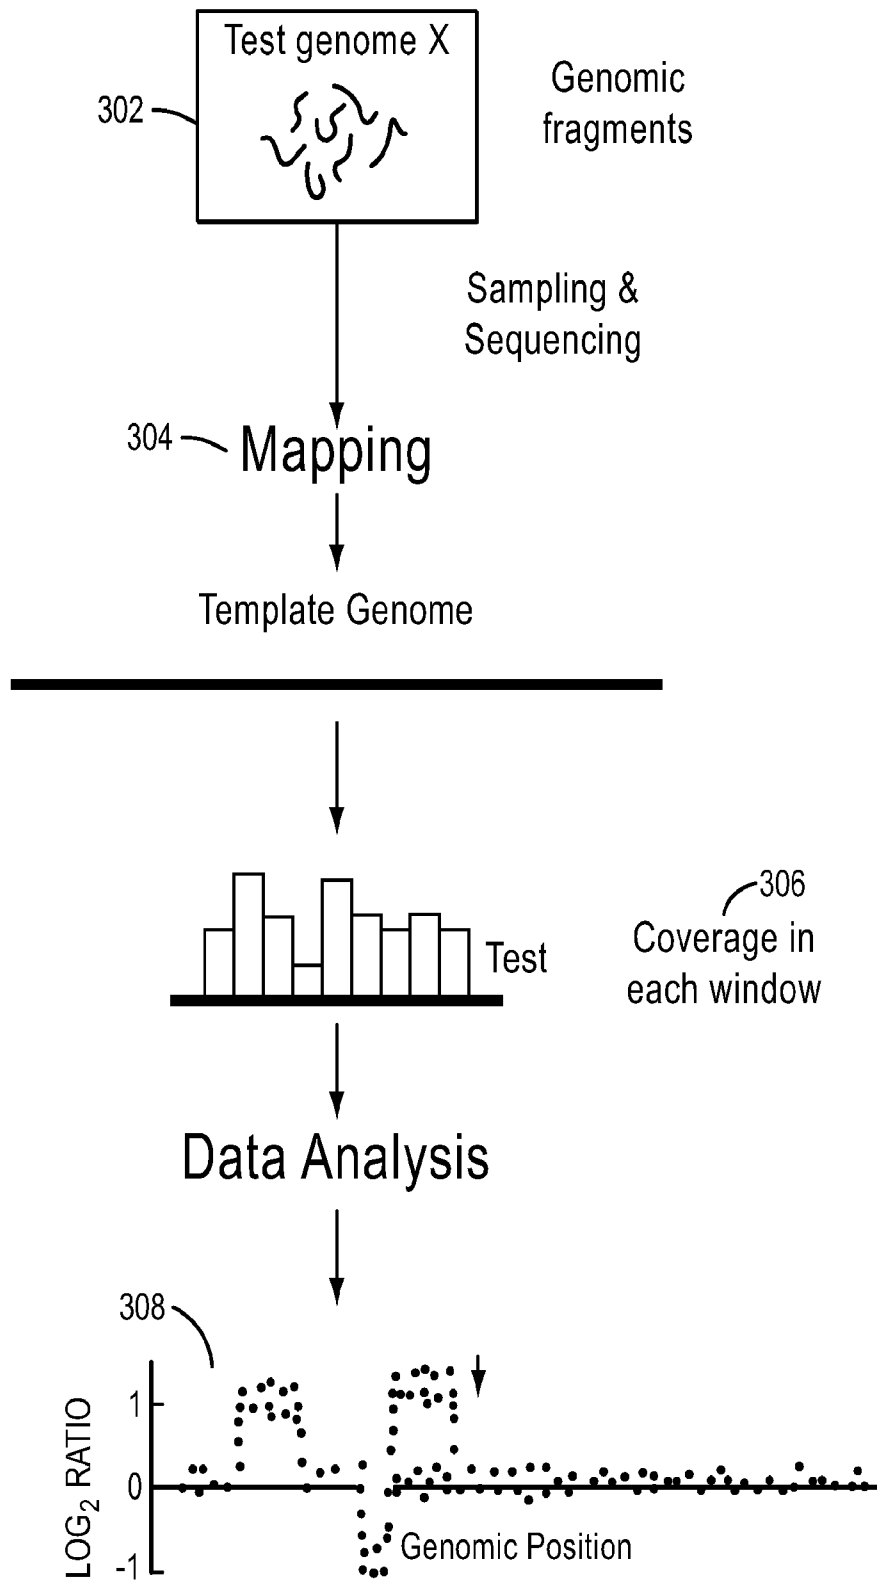 Test genome X
302
Genomic
fragments
Sampling &
Sequencing
304
Mapping
Template Genome
306
Test
Coverage in
each window
Data Analysis
308
LOG2 RATIO
1
0
-1
Genomic Position